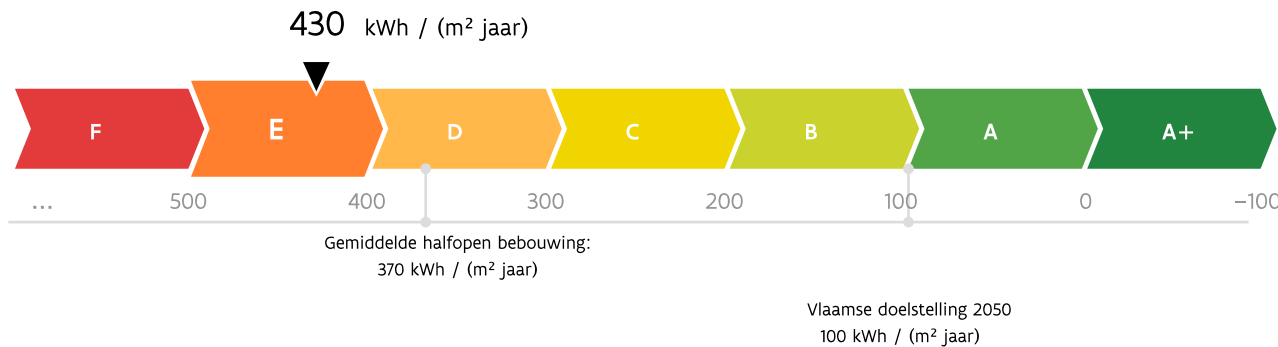 430 kWh / (m² jaar)
F E D C B A A+
... 500 400 300 200 100 0 −100
Gemiddelde halfopen bebouwing:
370 kWh / (m² jaar)
Vlaamse doelstelling 2050
100 kWh / (m² jaar)